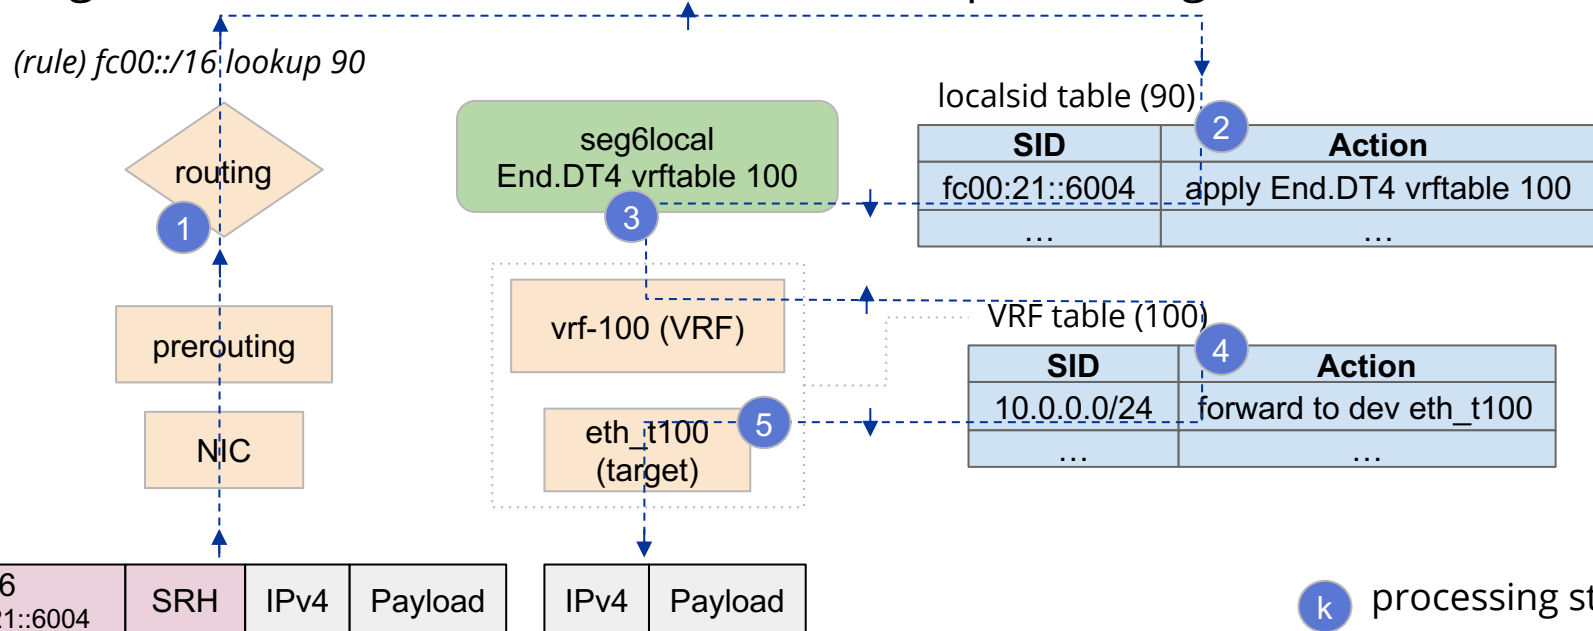 (rule) fc00::/16 lookup 90
routing
1
prerouting
NIC
SRH
IPv4
Payload
seg6local
End.DT4 vrftable 100
3
vrf-100 (VRF)
eth_t100
(target)
5
IPv4
Payload
localsid table (90)
2
SID
Action
fc00:21::6004
apply End.DT4 vrftable 100
…
…
VRF table (100)
4
SID
Action
10.0.0.0/24
forward to dev eth_t100
…
…
k
processing